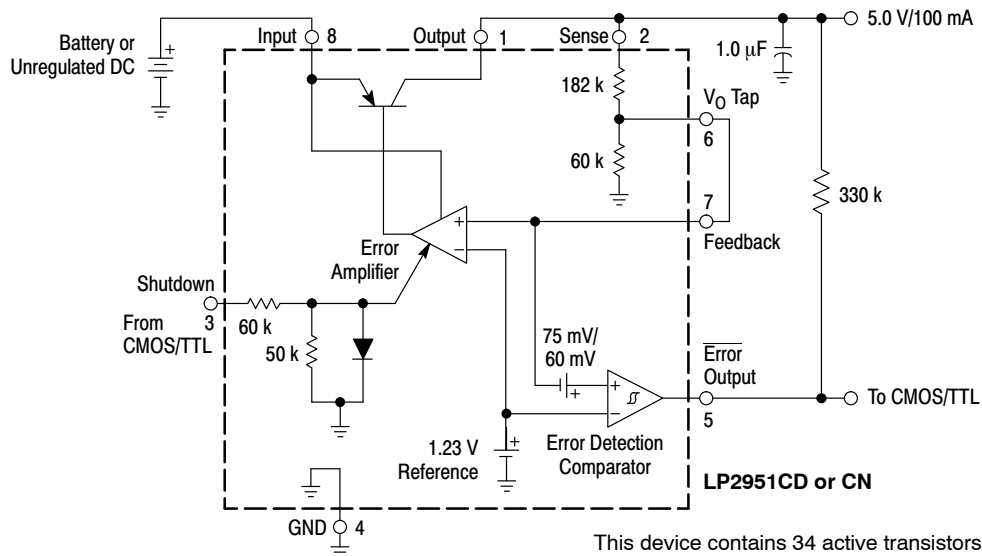 Battery or
Unregulated DC
+
Input 8
Output 1
Sense 2
5.0 V/100 mA
1.0 μF
182 k
VO Tap
6
60 k
7
Feedback
330 k
+
−
Error
Amplifier
Shutdown
3
From
CMOS/TTL
60 k
50 k
75 mV/
60 mV
+
+
−
Error
Output
5
To CMOS/TTL
1.23 V
Reference
+
Error Detection
Comparator
LP2951CD or CN
GND 4
This device contains 34 active transistors